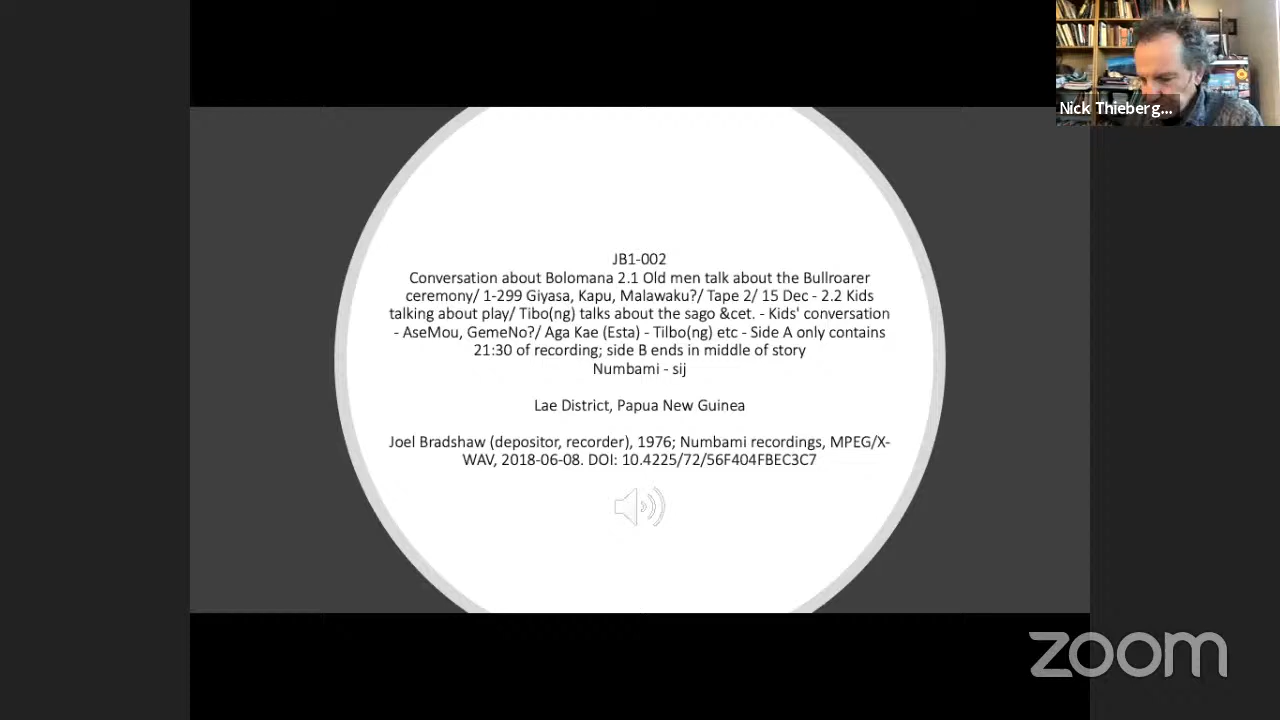 Nick Thieberg...
JB1-002
Conversation about Bolomana 2.1 Old men talk about the Bullroarer
ceremony/ 1-299 Giyasa, Kapu, Malawaku?/ Tape 2/ 15 Dec - 2.2 Kids
talking about play/ Tibo(ng) talks about the sago &cet. - Kids' conversation
- AseMou, GemeNo?/ Aga Kae (Esta) - Tilbo(ng) etc - Side A only contains
21:30 of recording; side B ends in middle of story
Numbami - sij
Lae District, Papua New Guinea
Joel Bradshaw (depositor, recorder), 1976; Numbami recordings, MPEG/X-
WAV, 2018-06-08. DOI: 10.4225/72/56F404FBEC3C7
zoom